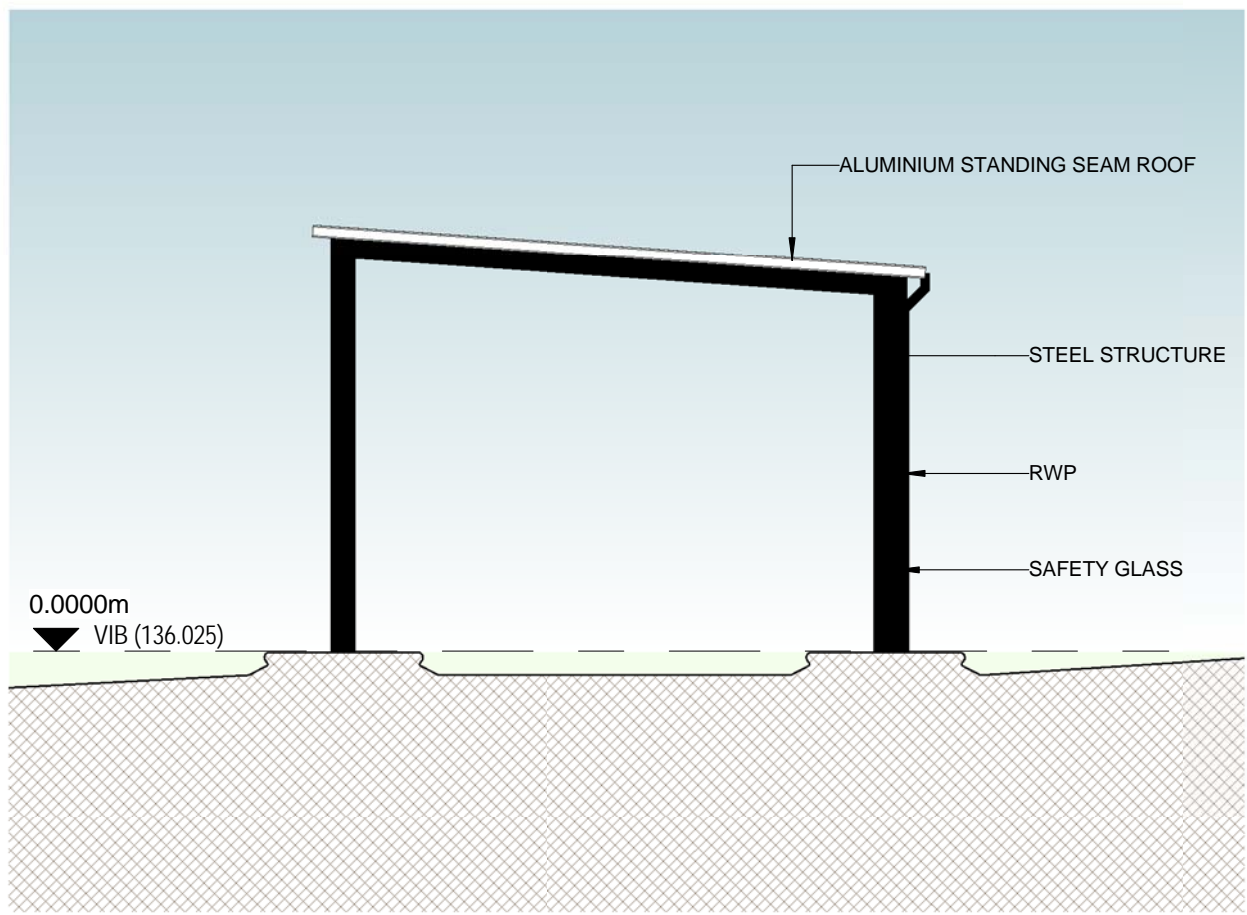 ALUMINIUM STANDING SEAM ROOF
STEEL STRUCTURE
RWP
SAFETY GLASS
0.0000m
VIB (136.025)